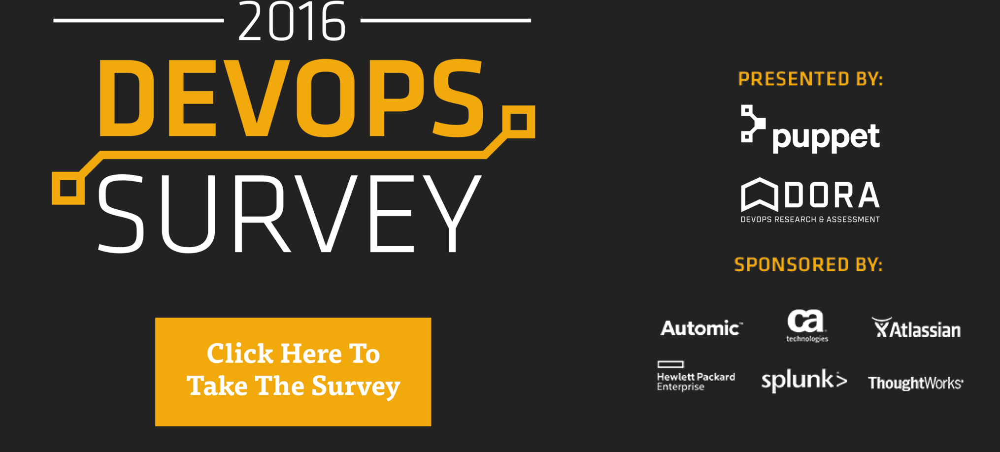 2016
DEVOPS
SURVEY
Click Here To
Take The Survey
PRESENTED BY:
puppet
DORA
DEVOPS RESEARCH & ASSESSMENT
SPONSORED BY:
Automic™
ca
technologies
Atlassian
Hewlett Packard
Enterprise
splunk>
ThoughtWorks®